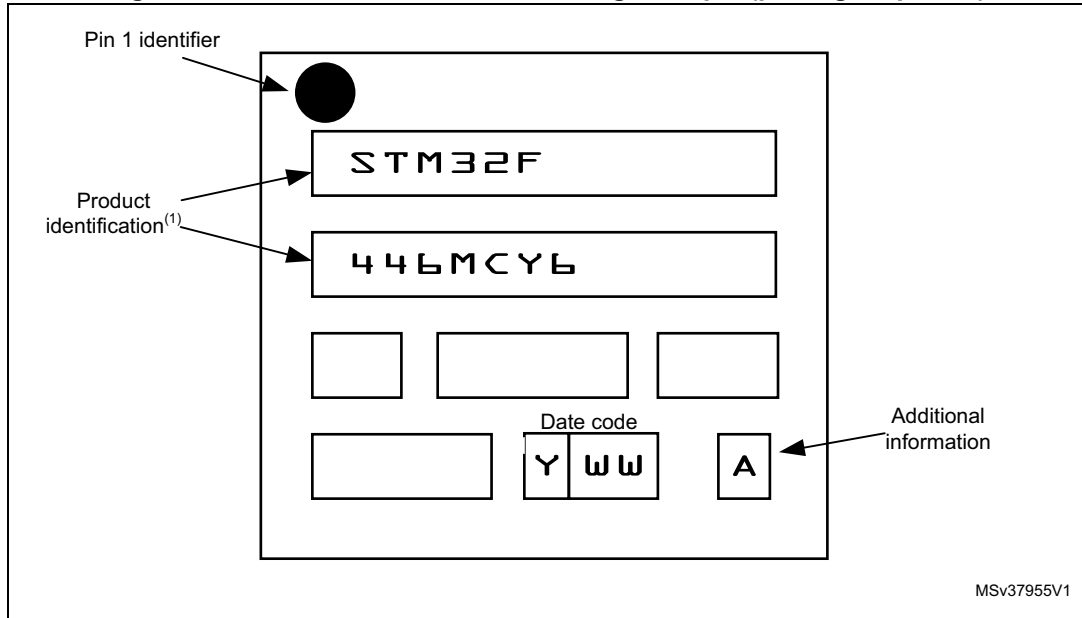 Pin 1 identifier
STM32F
Product
identification(1)
446MCY6
Date code
Y WW
A
Additional
information
MSv37955V1